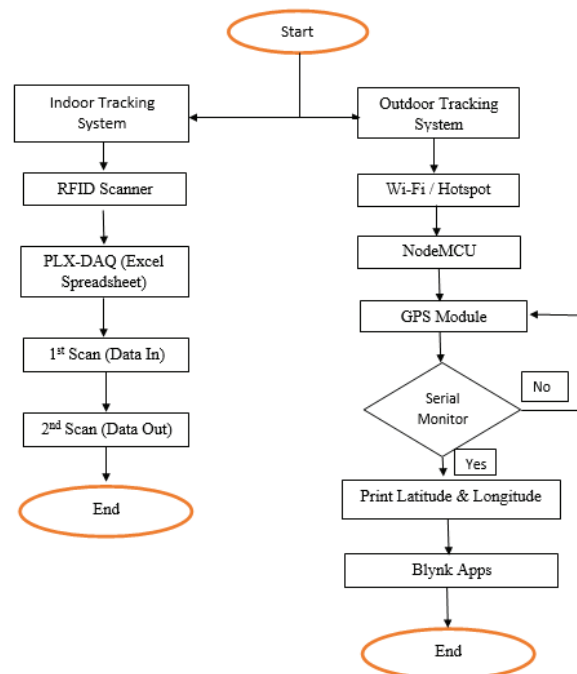 Start
Indoor Tracking
System
RFID Scanner
PLX-DAQ (Excel
Spreadsheet)
1st Scan (Data In)
2nd Scan (Data Out)
End
Outdoor Tracking
System
Wi-Fi / Hotspot
NodeMCU
GPS Module
Serial
Monitor
No
Yes
Print Latitude & Longitude
Blynk Apps
End